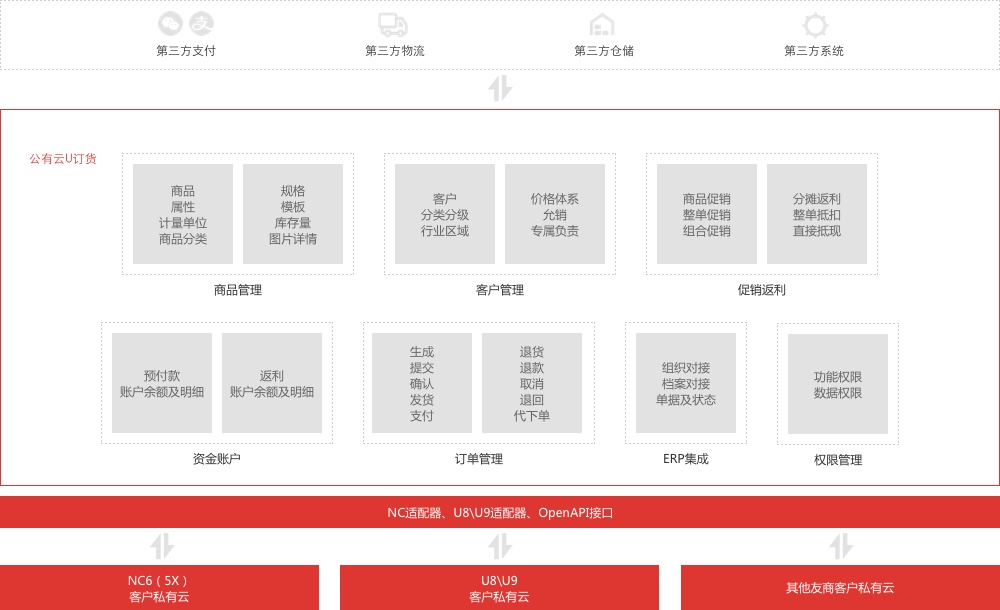 第三方支付
第三方物流
第三方仓储
第三方系统
公有云U订货
商品
属性
计量单位
商品分类
规格
模板
库存量
图片详情
商品管理
客户
分类分级
行业区域
价格体系
允销
专属负责
客户管理
商品促销
整单促销
组合促销
分摊返利
整单抵扣
直接抵现
促销返利
预付款
账户余额及明细
返利
账户余额及明细
资金账户
生成
提交
确认
发货
支付
退货
退款
取消
退回
代下单
订单管理
组织对接
档案对接
单据及状态
ERP集成
功能权限
数据权限
权限管理
NC适配器、U8\U9适配器、OpenAPI接口
NC6（5X）
客户私有云
U8\U9
客户私有云
其他友商客户私有云